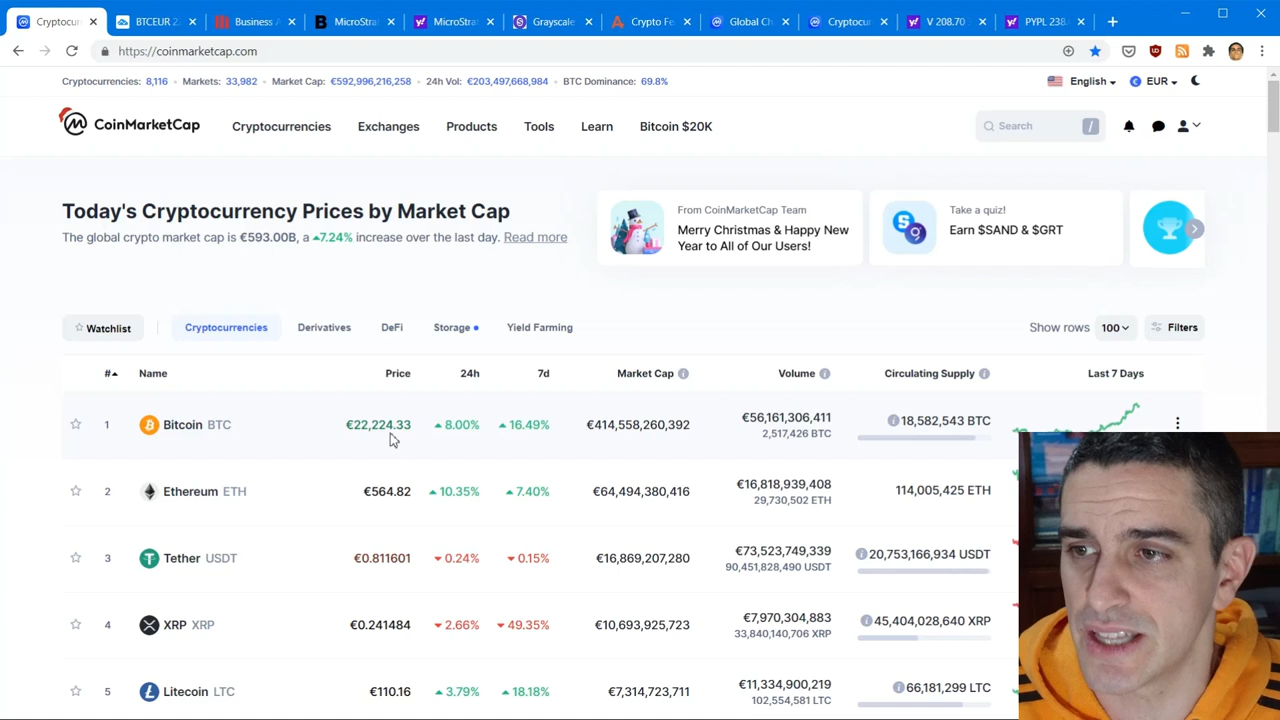 Cryptocurr
BTCEUR 2
Business A
MicroStrat
MicroStrat
Grayscale
Crypto Fe
Global Ch
Cryptocur
V 208.70
PYPL 238.
https://coinmarketcap.com
Cryptocurrencies: 8,116 • Markets: 33,982 • Market Cap: €592,996,216,258 • 24h Vol: €203,497,668,984 • BTC Dominance: 69.8%
English
EUR
CoinMarketCap
Cryptocurrencies
Exchanges
Products
Tools
Learn
Bitcoin $20K
Search /
Today's Cryptocurrency Prices by Market Cap
The global crypto market cap is €593.00B, a ▲7.24% increase over the last day. Read more
From CoinMarketCap Team
Merry Christmas & Happy New
Year to All of Our Users!
Take a quiz!
Earn $SAND & $GRT
Watchlist
Cryptocurrencies
Derivatives
DeFi
Storage
Yield Farming
Show rows 100
Filters
# Name Price 24h 7d Market Cap Volume Circulating Supply Last 7 Days
1 Bitcoin BTC €22,224.33 8.00% 16.49% €414,558,260,392 €56,161,306,411 18,582,543 BTC
2,517,426 BTC
2 Ethereum ETH €564.82 10.35% 7.40% €64,494,380,416 €16,818,939,408 114,005,425 ETH
29,730,502 ETH
3 Tether USDT €0.811601 0.24% 0.15% €16,869,207,280 €73,523,749,339 20,753,166,934 USDT
90,451,828,490 USDT
4 XRP XRP €0.241484 2.66% 49.35% €10,693,925,723 €7,970,304,883 45,404,028,640 XRP
33,840,140,706 XRP
5 Litecoin LTC €110.16 3.79% 18.18% €7,314,723,711 €11,334,900,219 66,181,299 LTC
102,554,581 LTC